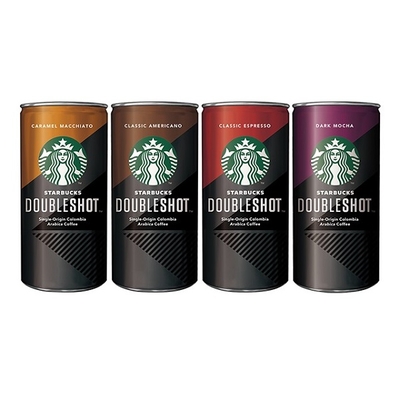 CARAMEL MACCHIATO
STARBUCKS
DOUBLESHOT
Single-Origin Colombia
Arabica Coffee
CLASSIC AMERICANO
STARBUCKS
DOUBLESHOT
Single-Origin Colombia
Arabica Coffee
CLASSIC ESPRESSO
STARBUCKS
DOUBLESHOT
Single-Origin Colombia
Arabica Coffee
DARK MOCHA
STARBUCKS
DOUBLESHOT
Single-Origin Colombia
Arabica Coffee